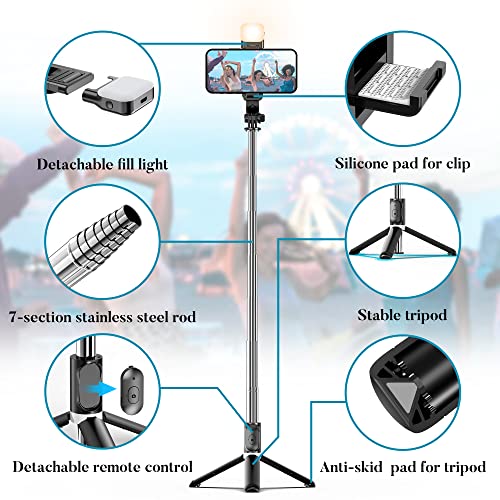 Detachable fill light
Silicone pad for clip
7-section stainless steel rod
Stable tripod
Detachable remote control
Anti-skid pad for tripod